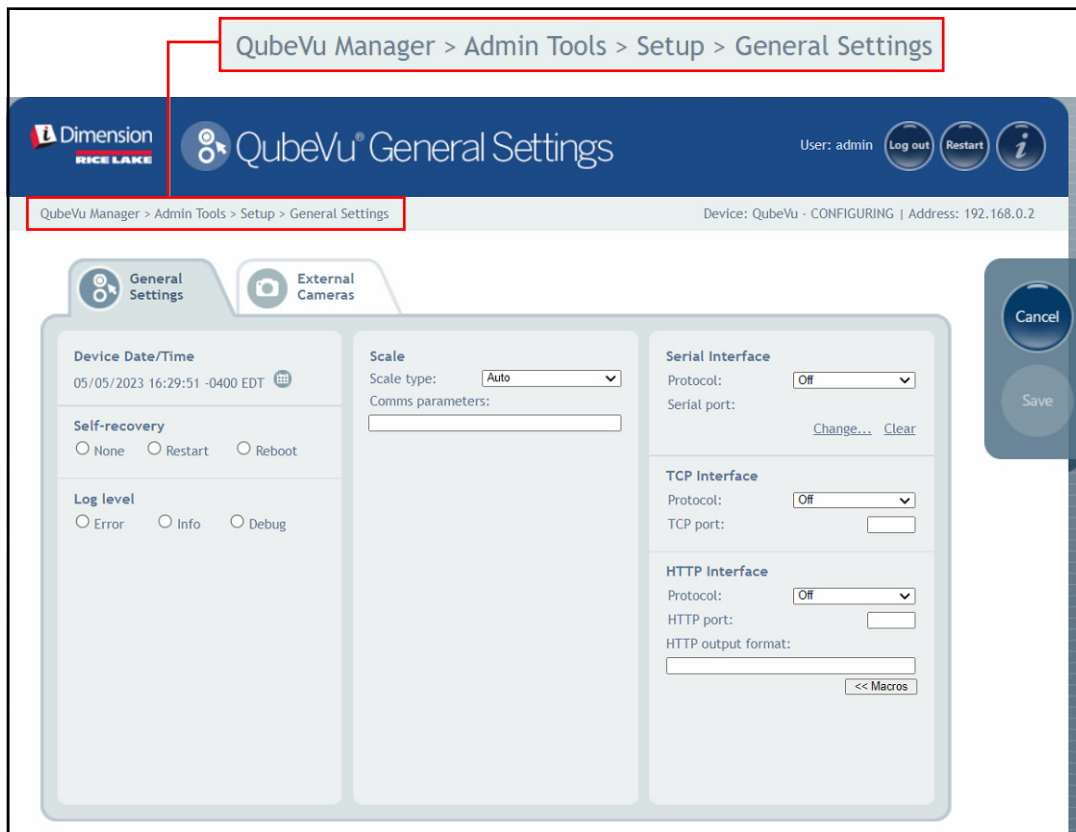 QubeVu Manager > Admin Tools > Setup > General Settings
i Dimension
RICE LAKE
QubeVu® General Settings
User: admin
Log out
Restart
i
QubeVu Manager > Admin Tools > Setup > General Settings
Device: QubeVu - CONFIGURING | Address: 192.168.0.2
General
Settings
External
Cameras
Cancel
Save
Device Date/Time
05/05/2023 16:29:51 -0400 EDT
Self-recovery
None Restart Reboot
Log level
Error Info Debug
Scale
Scale type: Auto
Comms parameters:
Serial Interface
Protocol: Off
Serial port:
Change... Clear
TCP Interface
Protocol: Off
TCP port:
HTTP Interface
Protocol: Off
HTTP port:
HTTP output format:
<< Macros